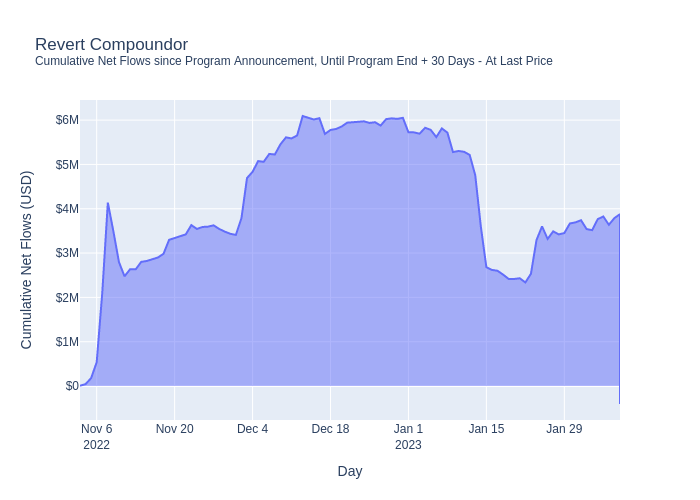 Revert Compoundor
Cumulative Net Flows since Program Announcement, Until Program End + 30 Days - At Last Price
Cumulative Net Flows (USD)
$6M
$5M
$4M
$3M
$2M
$1M
$0
Nov 6 Nov 20 Dec 4 Dec 18 Jan 1 Jan 15 Jan 29
2022 2023
Day